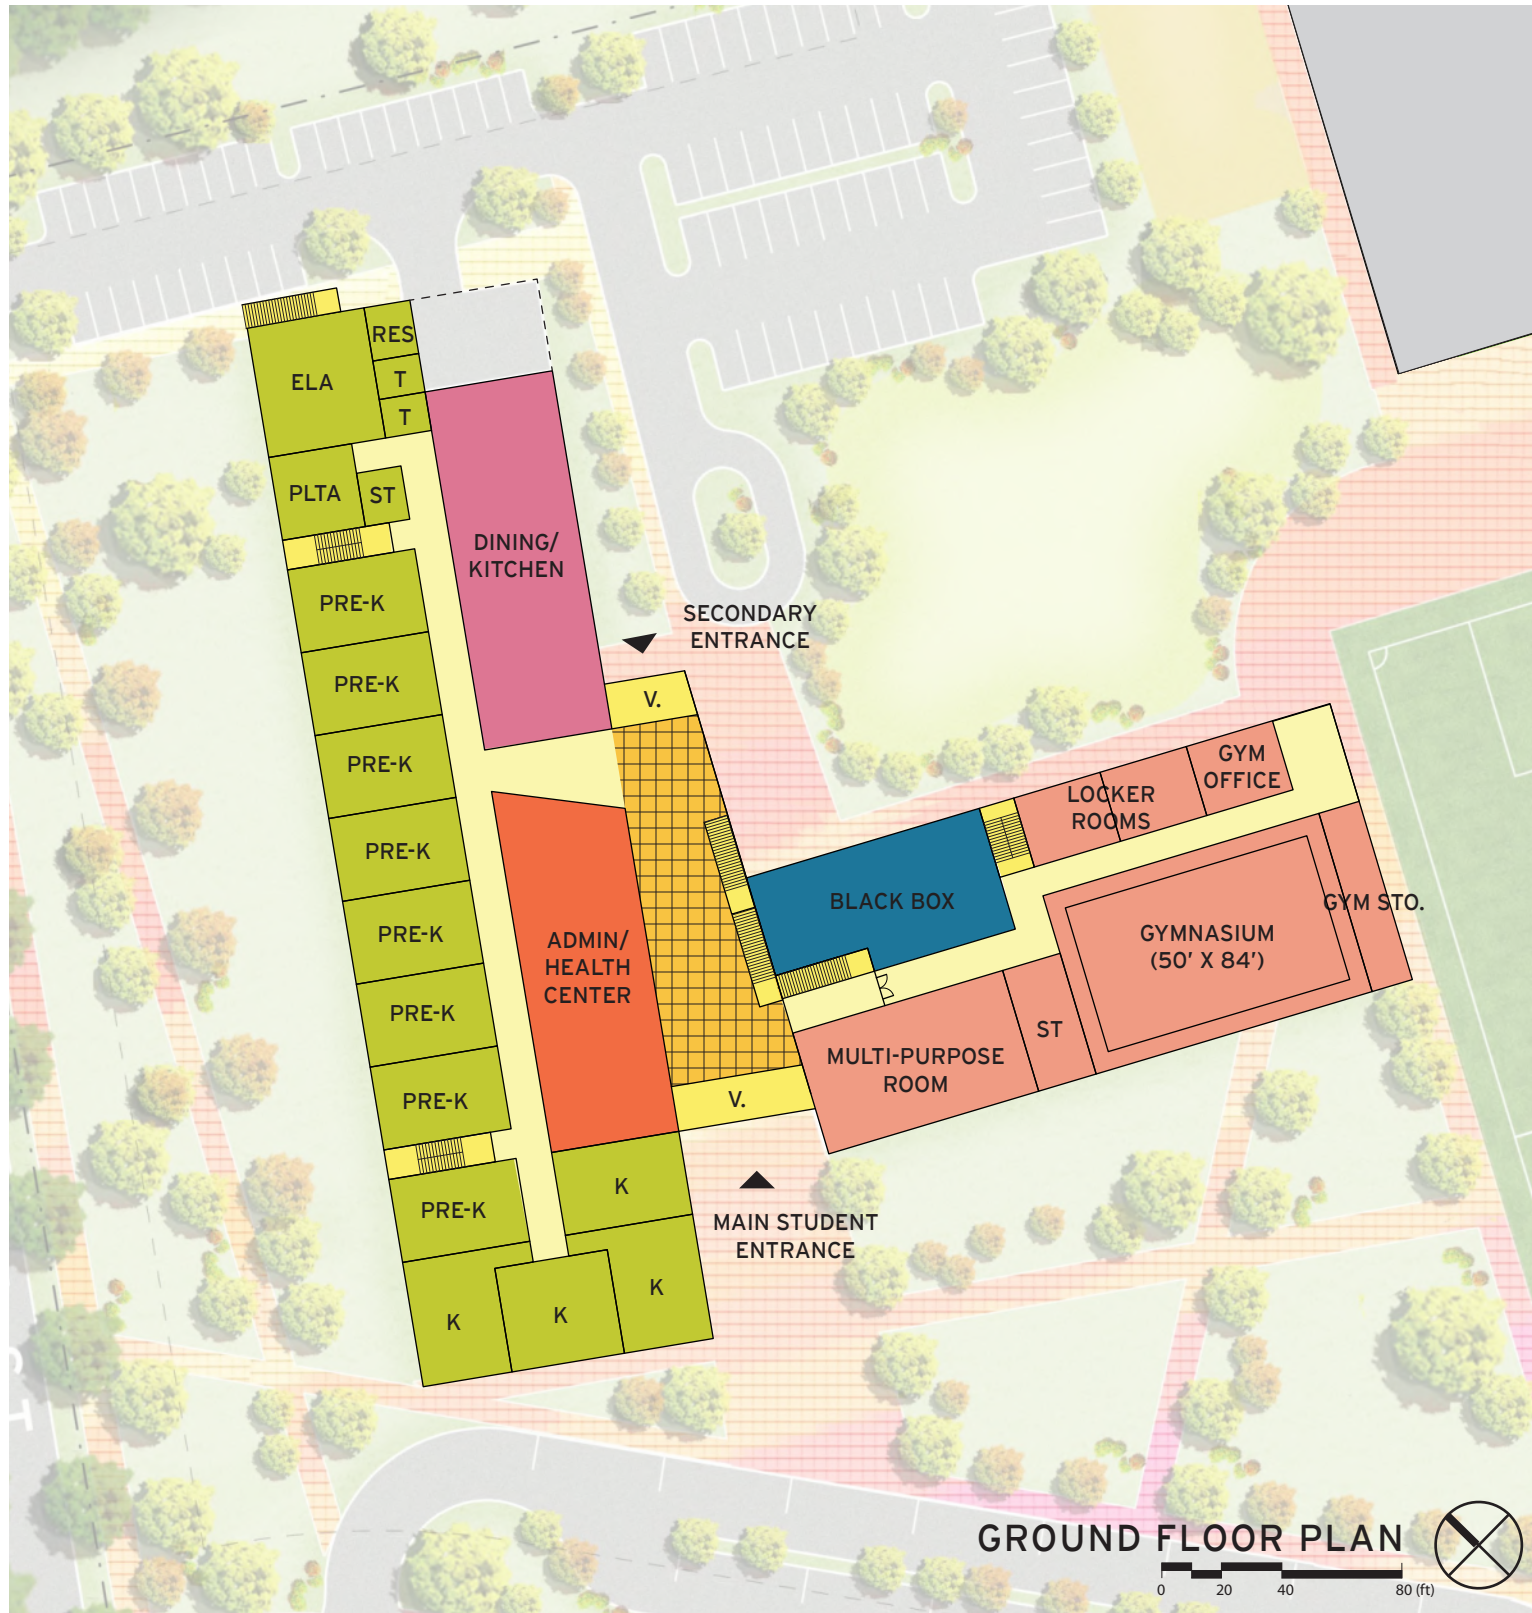 RES
ELA
T
T
PLTA
ST
DINING/
KITCHEN
PRE-K
SECONDARY
ENTRANCE
PRE-K
V.
PRE-K
GYM
OFFICE
LOCKER
ROOMS
PRE-K
BLACK BOX
GYM STO.
PRE-K
ADMIN/
HEALTH
CENTER
GYMNASIUM
(50' X 84')
PRE-K
ST
MULTI-PURPOSE
ROOM
PRE-K
V.
K
PRE-K
MAIN STUDENT
ENTRANCE
K
K
K
GROUND FLOOR PLAN
0 20 40 80 (ft)